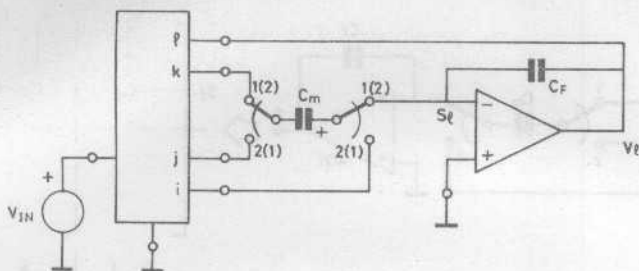 ℓ
k
1(2)
C_m
1(2)
+
2(1)
2(1)
j
i
+
V_IN
S_ℓ
−
+
C_F
V_ℓ